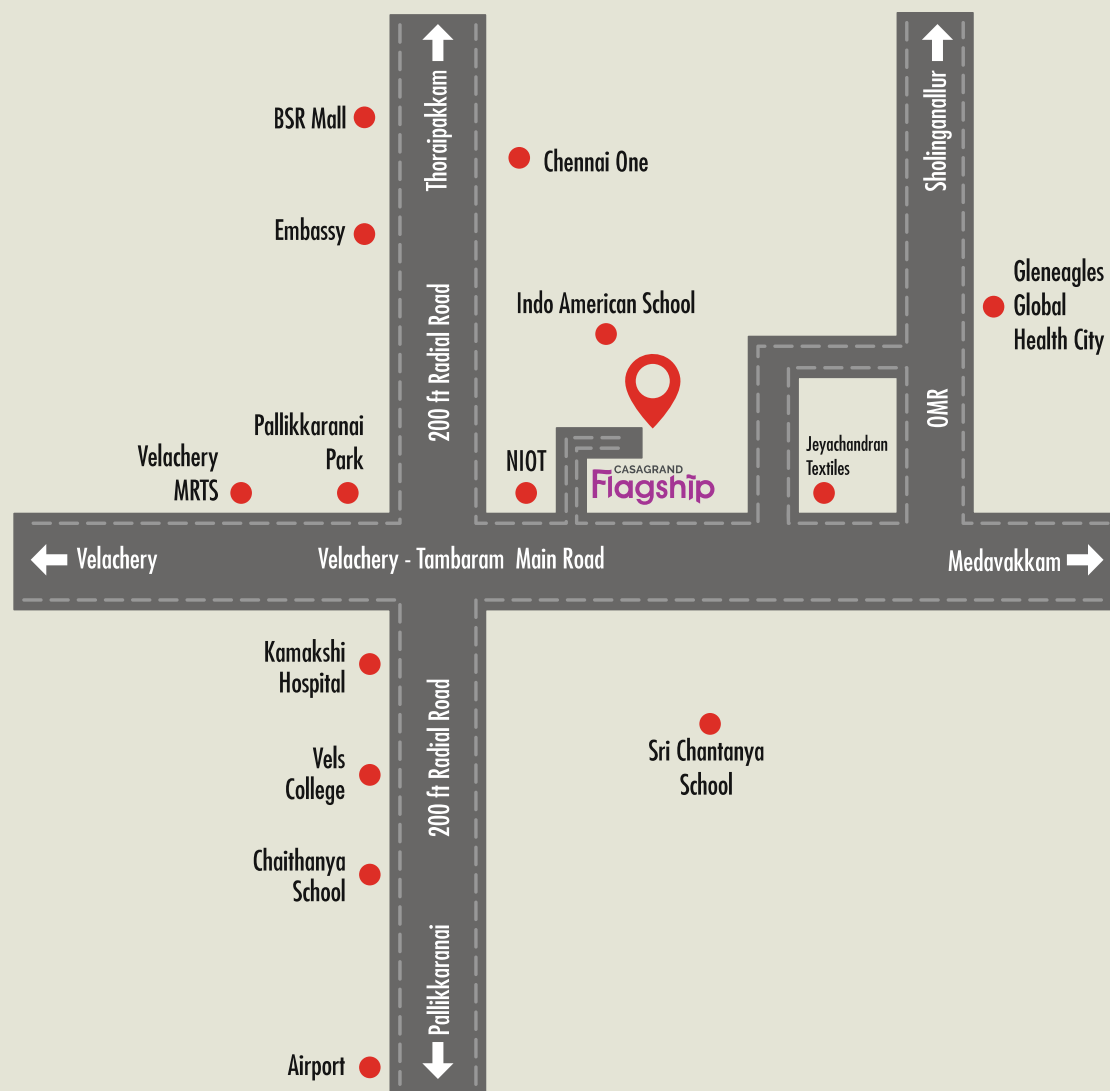 Thoraipakkam
Sholinganallur
BSR Mall
Chennai One
Embassy
Gleneagles
Global
Health City
Indo American School
200 ft Radial Road
OMR
Pallikkaranai
Park
Velachery
MRTS
NIOT
CASAGRAND
Flagship
Jeyachandran
Textiles
Velachery
Velachery - Tambaram Main Road
Medavakkam
Kamakshi
Hospital
200 ft Radial Road
Sri Chantanya
School
Vels
College
Chaithanya
School
Pallikkaranai
Airport